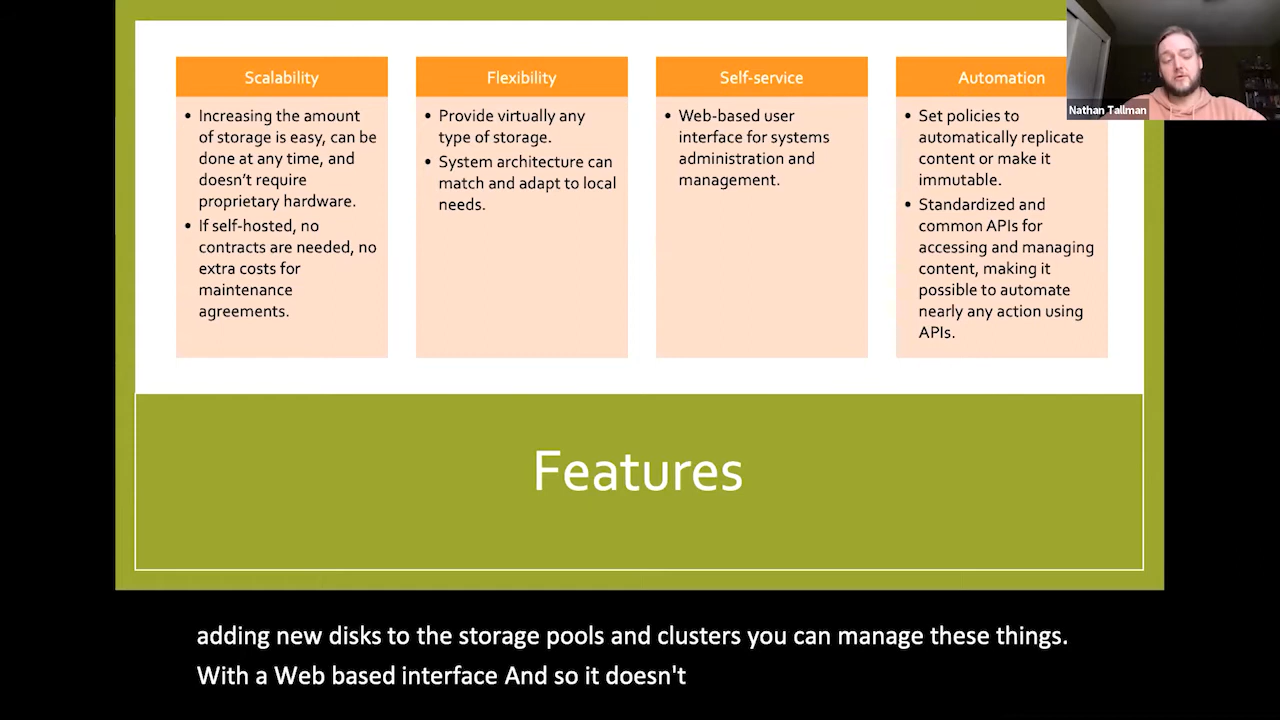 Scalability
• Increasing the amount
of storage is easy, can be
done at any time, and
doesn't require
proprietary hardware.
• If self-hosted, no
contracts are needed, no
extra costs for
maintenance
agreements.
Flexibility
• Provide virtually any
type of storage.
• System architecture can
match and adapt to local
needs.
Self-service
• Web-based user
interface for systems
administration and
management.
Automation
• Set policies to
automatically replicate
content or make it
immutable.
• Standardized and
common APIs for
accessing and managing
content, making it
possible to automate
nearly any action using
APIs.
Nathan Tallman
Features
adding new disks to the storage pools and clusters you can manage these things.
With a Web based interface And so it doesn't